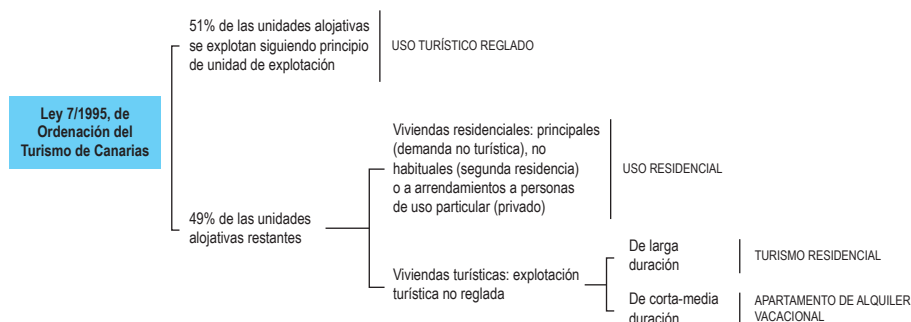 51% de las unidades alojativas
se explotan siguiendo principio
de unidad de explotación
USO TURÍSTICO REGLADO
Ley 7/1995, de
Ordenación del
Turismo de Canarias
Viviendas residenciales: principales
(demanda no turística), no
habituales (segunda residencia)
o a arrendamientos a personas
de uso particular (privado)
USO RESIDENCIAL
49% de las unidades
alojativas restantes
Viviendas turísticas: explotación
turística no reglada
De larga
duración
TURISMO RESIDENCIAL
De corta-media
duración
APARTAMENTO DE ALQUILER
VACACIONAL